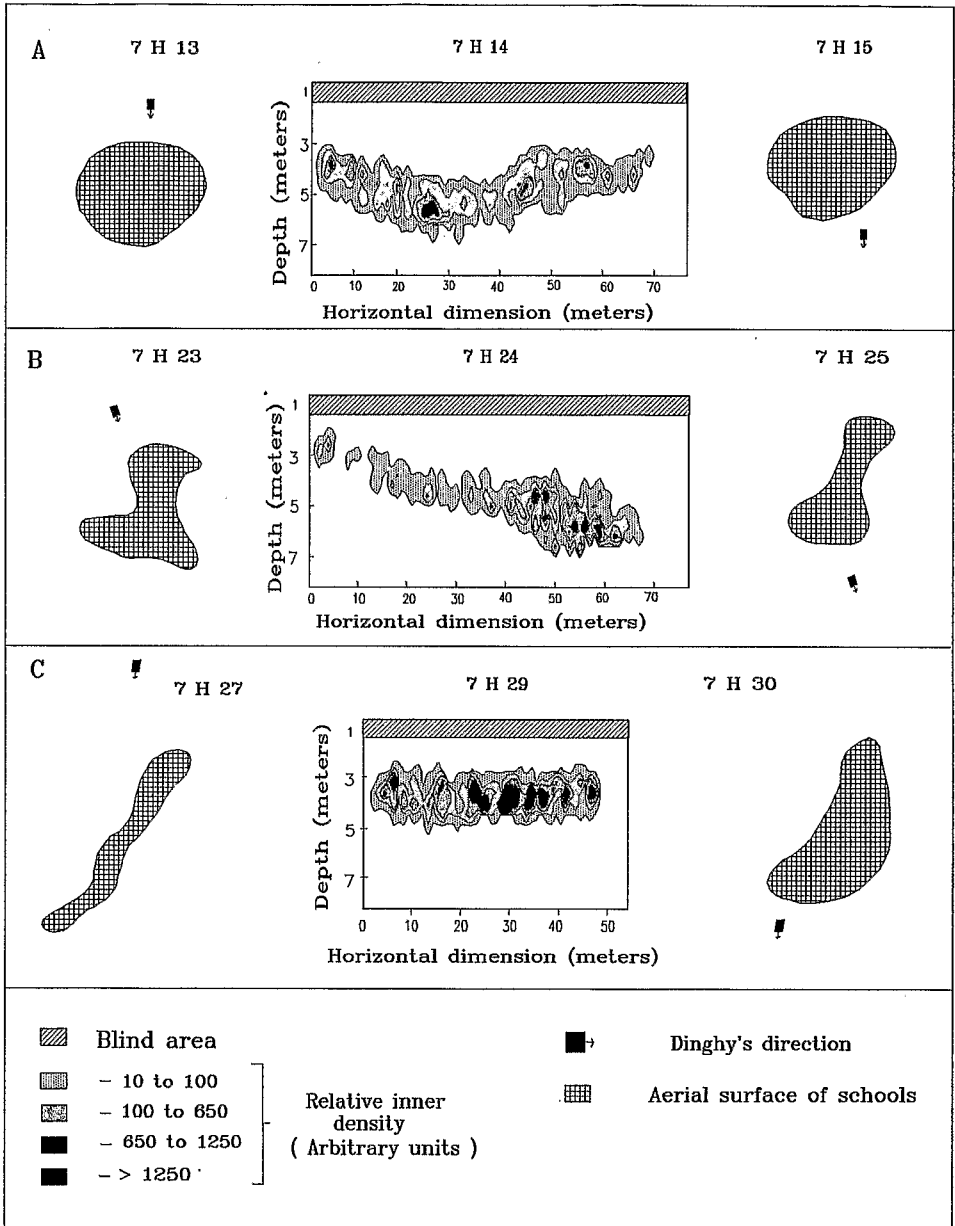 A
7 H 13
7 H 14
7 H 15
Depth (meters)
1
3
5
7
0 10 20 30 40 50 60 70
Horizontal dimension (meters)
B
7 H 23
7 H 24
7 H 25
Depth (meters)
1
3
5
7
0 10 20 30 40 50 60 70
Horizontal dimension (meters)
C
7 H 27
7 H 29
7 H 30
Depth (meters)
1
3
5
7
0 10 20 30 40 50
Horizontal dimension (meters)
Blind area
- 10 to 100
- 100 to 650
- 650 to 1250
- > 1250
Relative inner
density
( Arbitrary units )
Dinghy's direction
Aerial surface of schools